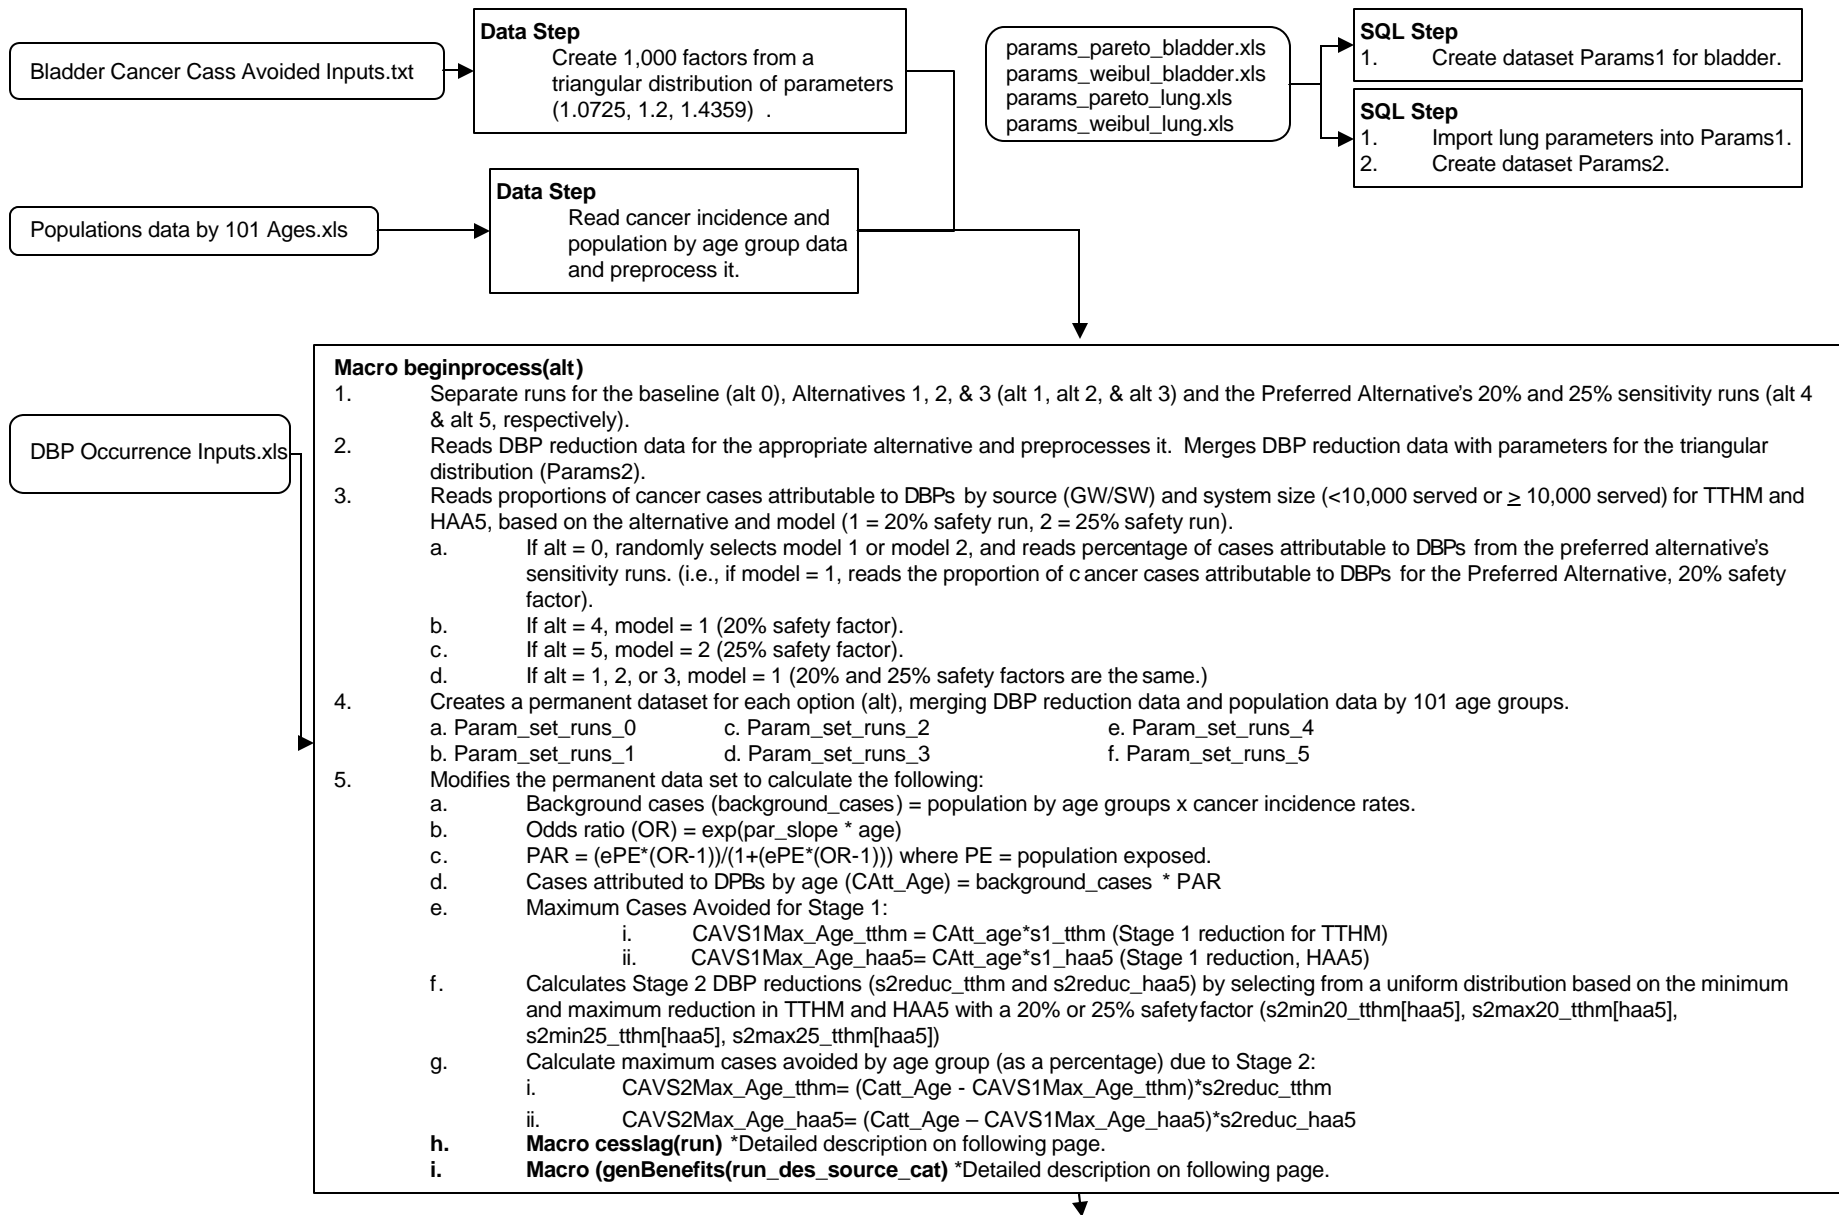 Bladder Cancer Cass Avoided Inputs.txt
Data Step
Create 1,000 factors from a
triangular distribution of parameters
(1.0725, 1.2, 1.4359) .
params_pareto_bladder.xls
params_weibul_bladder.xls
params_pareto_lung.xls
params_weibul_lung.xls
SQL Step
1. Create dataset Params1 for bladder.
SQL Step
1. Import lung parameters into Params1.
2. Create dataset Params2.
Populations data by 101 Ages.xls
Data Step
Read cancer incidence and
population by age group data
and preprocess it.
DBP Occurrence Inputs.xls
Macro beginprocess(alt)
1. Separate runs for the baseline (alt 0), Alternatives 1, 2, & 3 (alt 1, alt 2, & alt 3) and the Preferred Alternative's 20% and 25% sensitivity runs (alt 4
& alt 5, respectively).
2. Reads DBP reduction data for the appropriate alternative and preprocesses it. Merges DBP reduction data with parameters for the triangular
distribution (Params2).
3. Reads proportions of cancer cases attributable to DBPs by source (GW/SW) and system size (<10,000 served or ≥ 10,000 served) for TTHM and
HAA5, based on the alternative and model (1 = 20% safety run, 2 = 25% safety run).
a. If alt = 0, randomly selects model 1 or model 2, and reads percentage of cases attributable to DBPs from the preferred alternative's
sensitivity runs. (i.e., if model = 1, reads the proportion of c ancer cases attributable to DBPs for the Preferred Alternative, 20% safety
factor).
b. If alt = 4, model = 1 (20% safety factor).
c. If alt = 5, model = 2 (25% safety factor).
d. If alt = 1, 2, or 3, model = 1 (20% and 25% safety factors are the same.)
4. Creates a permanent dataset for each option (alt), merging DBP reduction data and population data by 101 age groups.
a. Param_set_runs_0 c. Param_set_runs_2 e. Param_set_runs_4
b. Param_set_runs_1 d. Param_set_runs_3 f. Param_set_runs_5
5. Modifies the permanent data set to calculate the following:
a. Background cases (background_cases) = population by age groups x cancer incidence rates.
b. Odds ratio (OR) = exp(par_slope * age)
c. PAR = (ePE*(OR-1))/(1+(ePE*(OR-1))) where PE = population exposed.
d. Cases attributed to DPBs by age (CAtt_Age) = background_cases * PAR
e. Maximum Cases Avoided for Stage 1:
i. CAVS1Max_Age_tthm = CAtt_age*s1_tthm (Stage 1 reduction for TTHM)
ii. CAVS1Max_Age_haa5= CAtt_age*s1_haa5 (Stage 1 reduction, HAA5)
f. Calculates Stage 2 DBP reductions (s2reduc_tthm and s2reduc_haa5) by selecting from a uniform distribution based on the minimum
and maximum reduction in TTHM and HAA5 with a 20% or 25% safety factor (s2min20_tthm[haa5], s2max20_tthm[haa5],
s2min25_tthm[haa5], s2max25_tthm[haa5])
g. Calculate maximum cases avoided by age group (as a percentage) due to Stage 2:
i. CAVS2Max_Age_tthm= (Catt_Age - CAVS1Max_Age_tthm)*s2reduc_tthm
ii. CAVS2Max_Age_haa5= (Catt_Age – CAVS1Max_Age_haa5)*s2reduc_haa5
h. Macro cesslag(run) *Detailed description on following page.
i. Macro (genBenefits(run_des_source_cat) *Detailed description on following page.